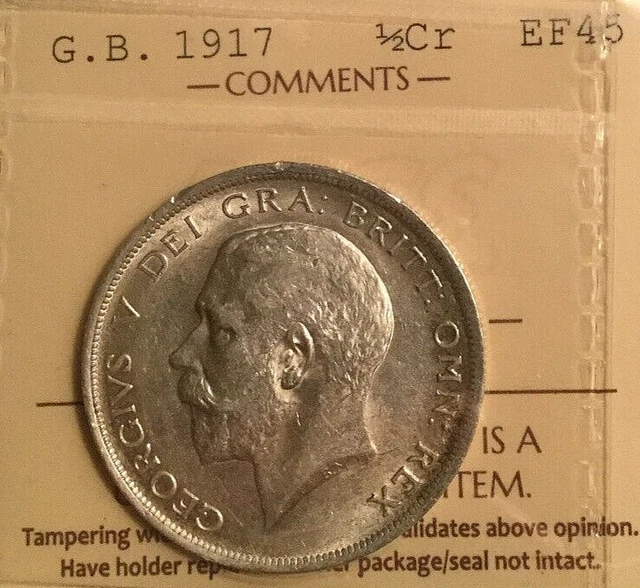 G.B. 1917 ½Cr EF45
—COMMENTS—
GEORGIVS V DEI GRA: BRITT: OMN: REX
IS A
ITEM.
Tampering alidates above opinion.
Have holder package/seal not intact.